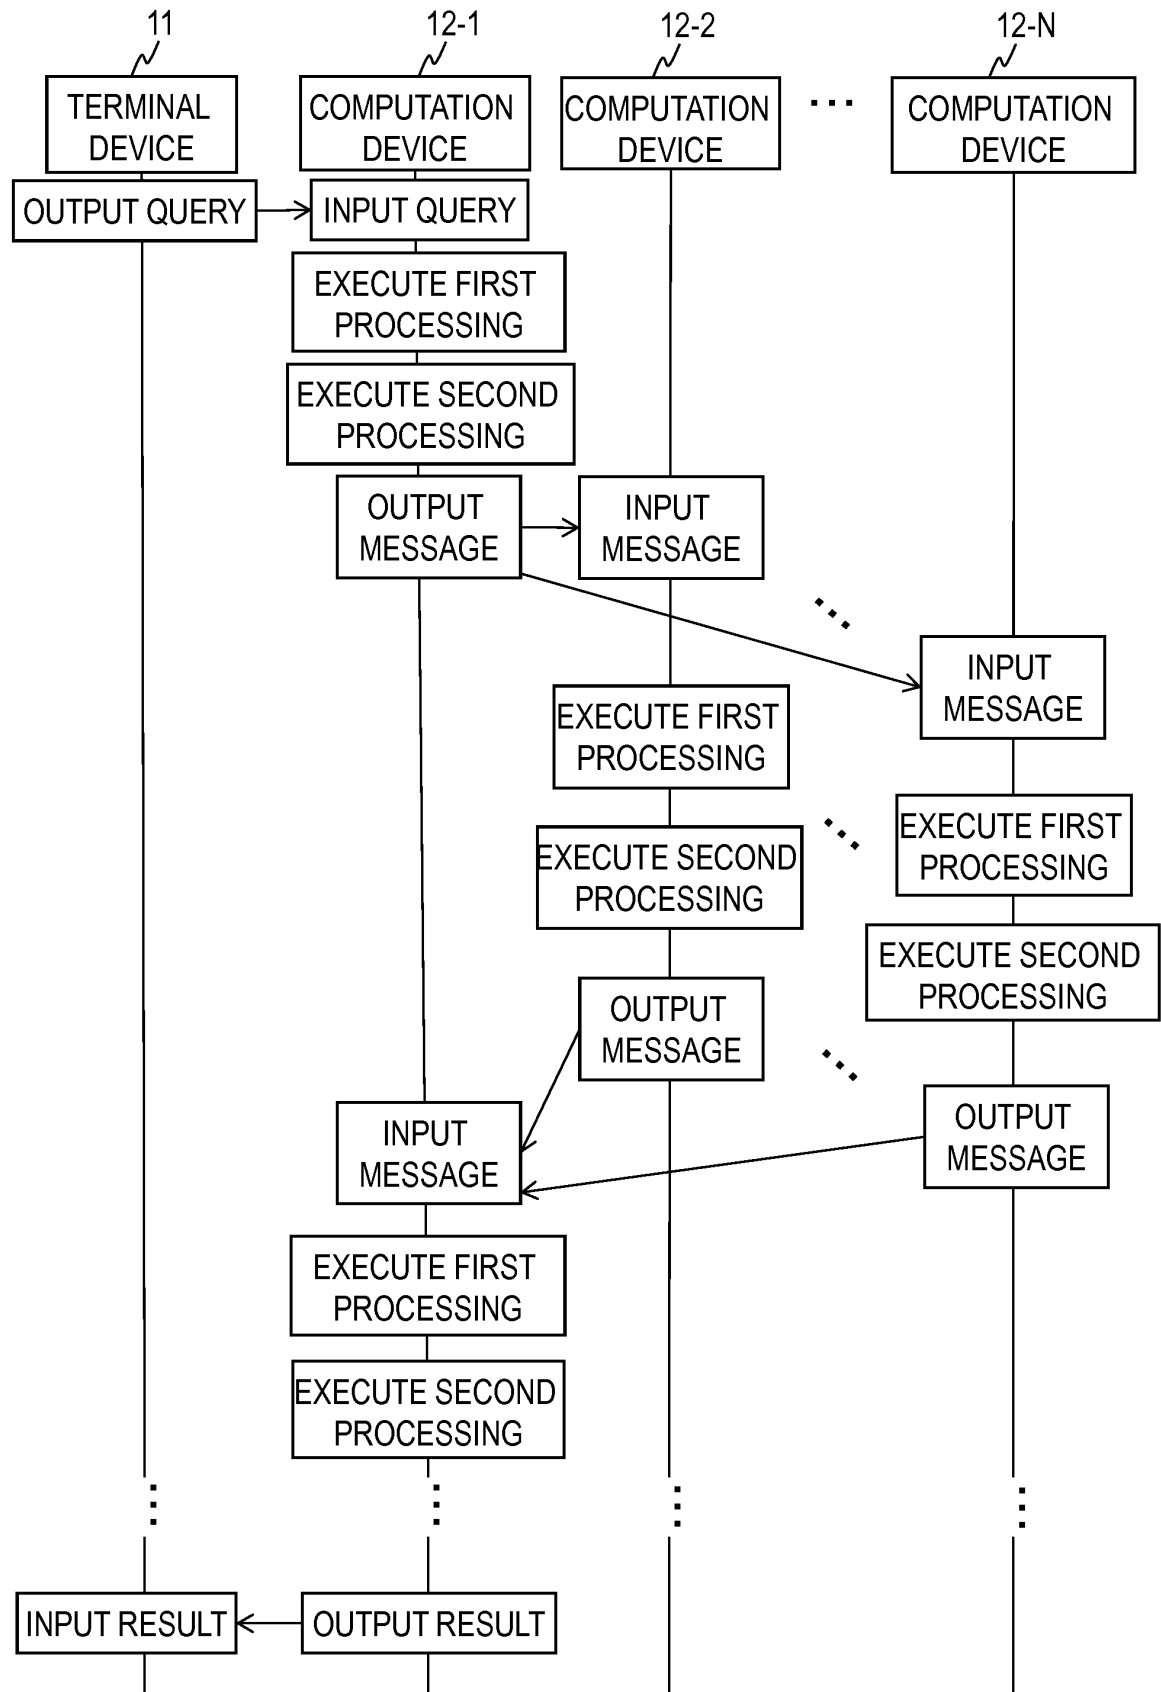 11
12-1
12-2
12-N
TERMINAL
DEVICE
COMPUTATION
DEVICE
COMPUTATION
DEVICE
...
COMPUTATION
DEVICE
OUTPUT QUERY
INPUT QUERY
EXECUTE FIRST
PROCESSING
EXECUTE SECOND
PROCESSING
OUTPUT
MESSAGE
INPUT
MESSAGE
INPUT
MESSAGE
EXECUTE FIRST
PROCESSING
EXECUTE FIRST
PROCESSING
EXECUTE SECOND
PROCESSING
EXECUTE SECOND
PROCESSING
OUTPUT
MESSAGE
OUTPUT
MESSAGE
INPUT
MESSAGE
EXECUTE FIRST
PROCESSING
EXECUTE SECOND
PROCESSING
INPUT RESULT
OUTPUT RESULT